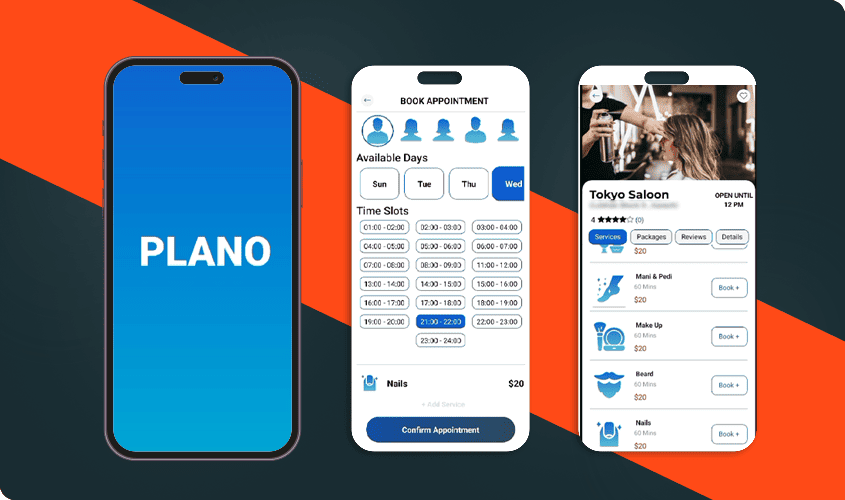 PLANO
BOOK APPOINTMENT
Available Days
Sun Tue Thu Wed
Time Slots
01:00 - 02:00 02:00 - 03:00 03:00 - 04:00
04:00 - 05:00 05:00 - 06:00 06:00 - 07:00
07:00 - 08:00 08:00 - 09:00 11:00 - 12:00
13:00 - 14:00 14:00 - 15:00 15:00 - 16:00
16:00 - 17:00 17:00 - 18:00 18:00 - 19:00
19:00 - 20:00 21:00 - 22:00 22:00 - 23:00
23:00 - 24:00
Nails $20
+ Add Service
Confirm Appointment
Tokyo Saloon
OPEN UNTIL
12 PM
4 ★★★★☆ (0)
Services Packages Reviews Details
$20
Mani & Pedi
60 Mins
$20
Book +
Make Up
60 Mins
$20
Book +
Beard
60 Mins
$20
Book +
Nails
60 Mins
$20
Book +